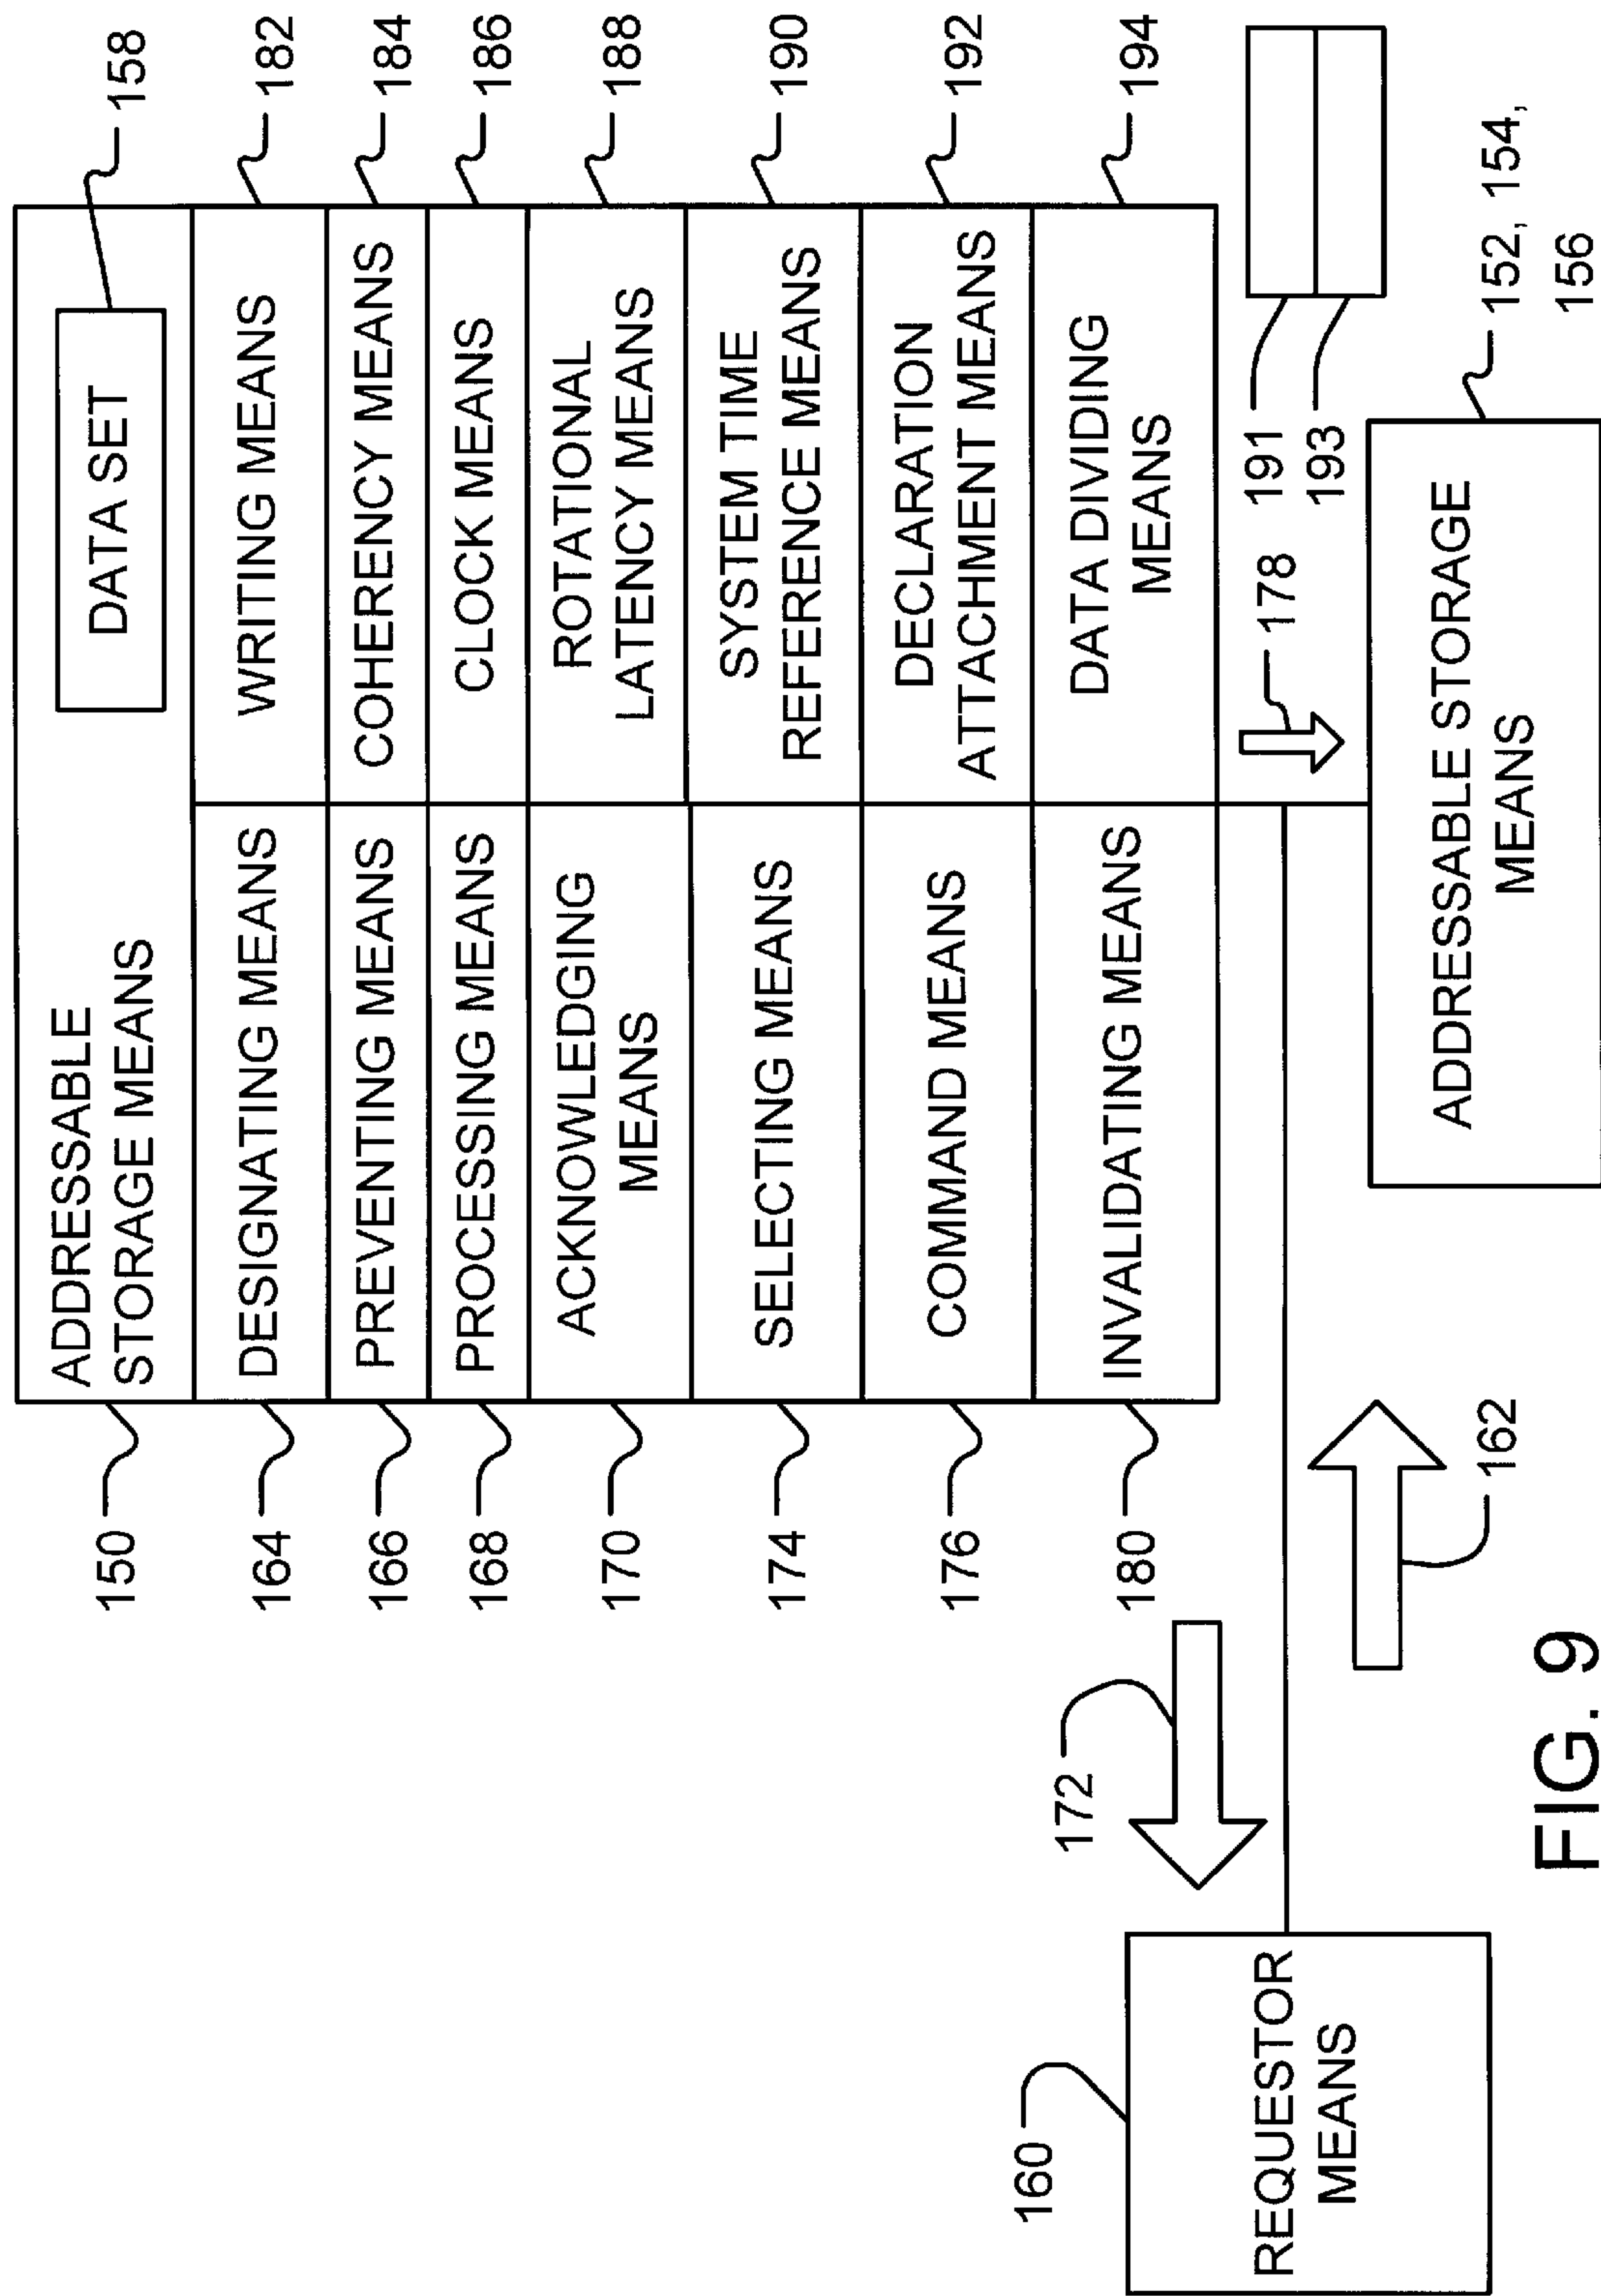 ADDRESSABLE
STORAGE MEANS
DATA SET
158
150
DESIGNATING MEANS
WRITING MEANS
164
182
PREVENTING MEANS
COHERENCY MEANS
166
184
PROCESSING MEANS
CLOCK MEANS
168
186
ACKNOWLEDGING
MEANS
ROTATIONAL
LATENCY MEANS
170
188
SELECTING MEANS
SYSTEM TIME
REFERENCE MEANS
174
190
COMMAND MEANS
DECLARATION
ATTACHMENT MEANS
176
192
INVALIDATING MEANS
DATA DIVIDING
MEANS
180
194
172
178
191
193
160
REQUESTOR
MEANS
162
ADDRESSABLE STORAGE
MEANS
152, 154,
156
FIG. 9